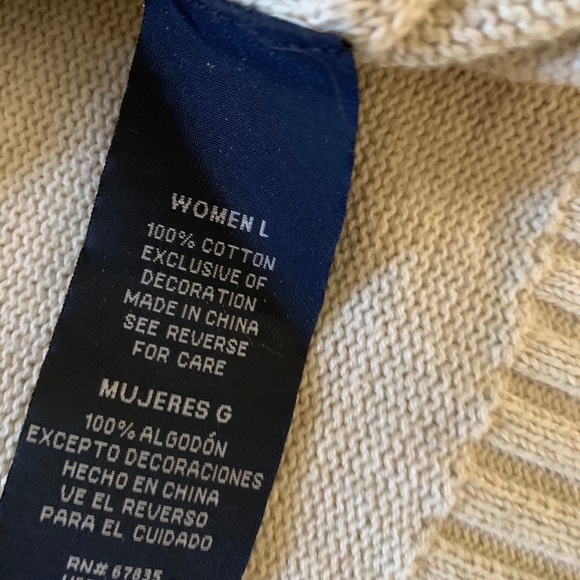 WOMEN L
100% COTTON
EXCLUSIVE OF
DECORATION
MADE IN CHINA
SEE REVERSE
FOR CARE
MUJERES G
100% ALGODÓN
EXCEPTO DECORACIONES
HECHO EN CHINA
VE EL REVERSO
PARA EL CUIDADO
RN# 67835